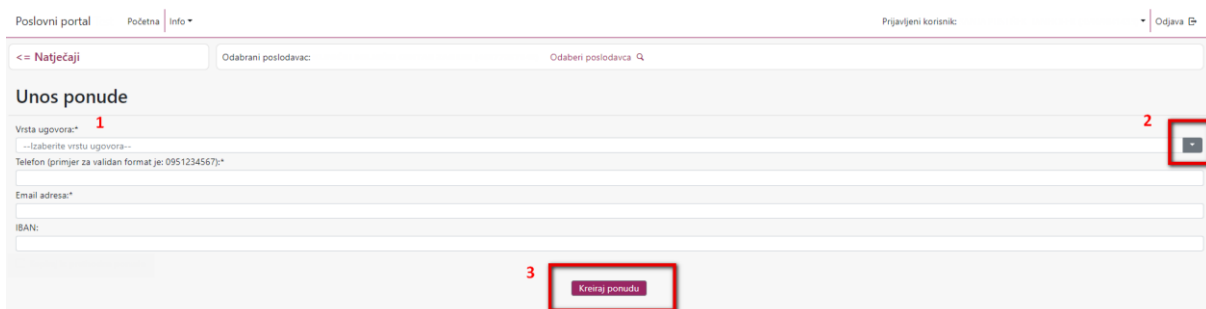 Poslovni portal Početna Info Prijavljeni korisnik: Odjava
<= Natječaji Odabrani poslodavac: Odaberi poslodavca
Unos ponude
Vrsta ugovora:* 1 2
--Izaberite vrstu ugovora--
Telefon (primjer za validan format je: 0951234567):*
Email adresa:*
IBAN:
3
Kreiraj ponudu